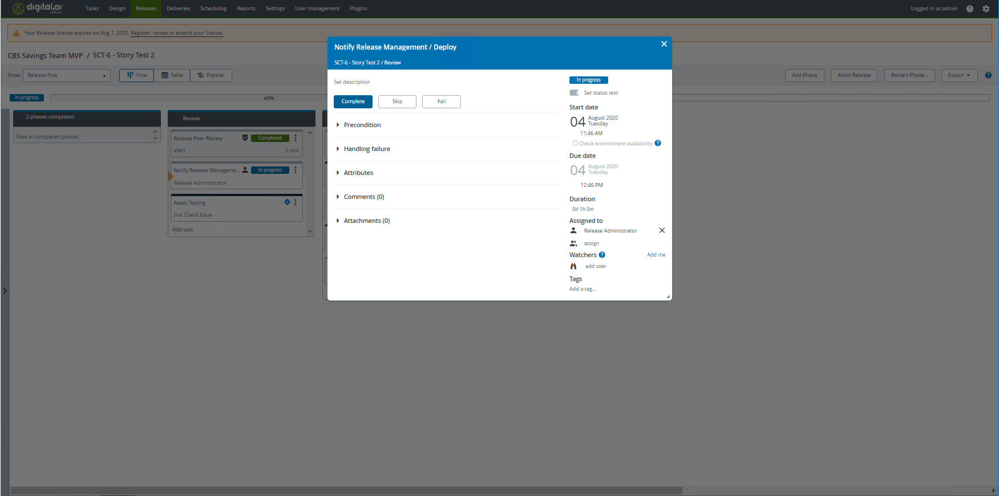 digital.ai
release
Tasks Design Releases Deliveries Scheduling Reports Settings User management Plugins
Logged in as admin
Your Release license expires on Aug 7, 2020. Register, renew or extend your license.
CBS Savings Team MVP / SCT-6 - Story Test 2
Show Release flow Flow Table Planner
Add Phase Abort Release Restart Phase... Export
In progress 45%
2 phases completed
View all completed phases
Review
Release Peer Review Completed
allen 2 min
Notify Release Manageme... In progress
Release Administrator
Await Testing
Jira: Check Issue
Add task
Notify Release Management / Deploy
SCT-6 - Story Test 2 / Review
Set description
Complete Skip Fail
Precondition
Handling failure
Attributes
Comments (0)
Attachments (0)
In progress
Set status text
Start date
04 August 2020
Tuesday
11:46 AM
Check environment availability
Due date
04 August 2020
Tuesday
12:46 PM
Duration
0d 1h 0m
Assigned to
Release Administrator
assign
Watchers Add me
add user
Tags
Add a tag...